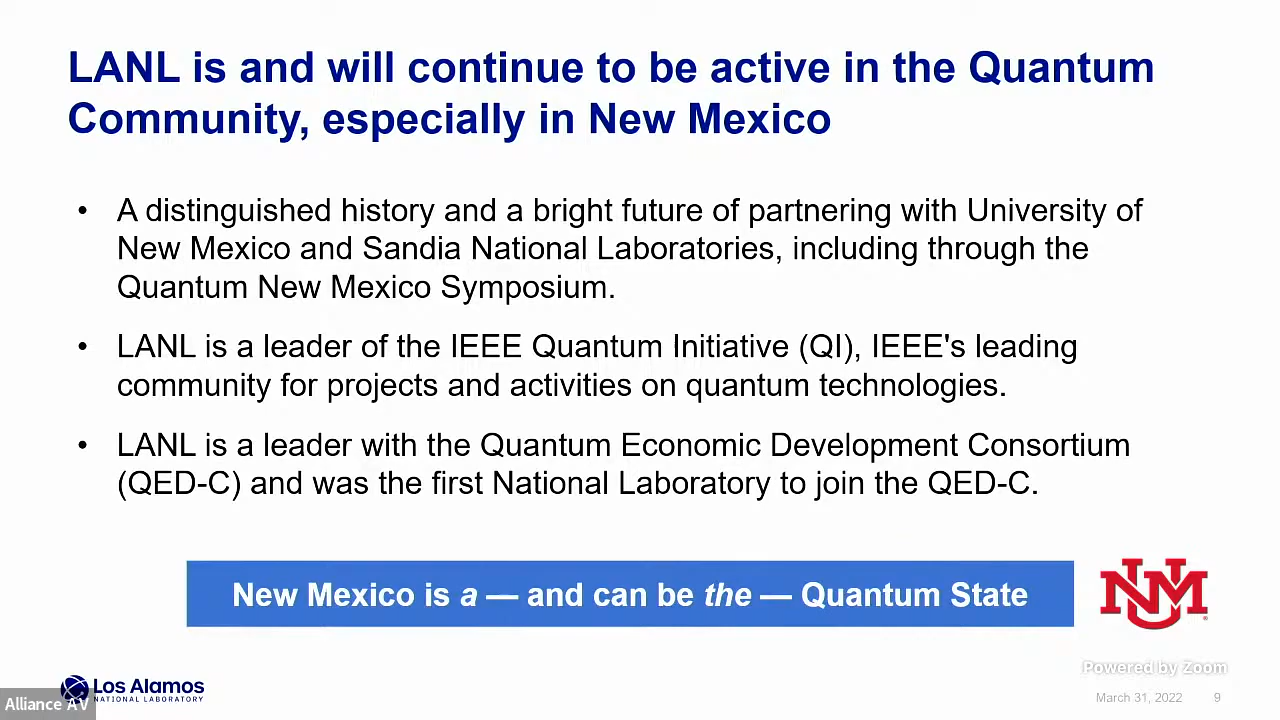 LANL is and will continue to be active in the Quantum
Community, especially in New Mexico
• A distinguished history and a bright future of partnering with University of
New Mexico and Sandia National Laboratories, including through the
Quantum New Mexico Symposium.
• LANL is a leader of the IEEE Quantum Initiative (QI), IEEE's leading
community for projects and activities on quantum technologies.
• LANL is a leader with the Quantum Economic Development Consortium
(QED-C) and was the first National Laboratory to join the QED-C.
New Mexico is a — and can be the — Quantum State
UNM
Powered by Zoom
Los Alamos
NATIONAL LABORATORY
Alliance AV
March 31, 2022 9